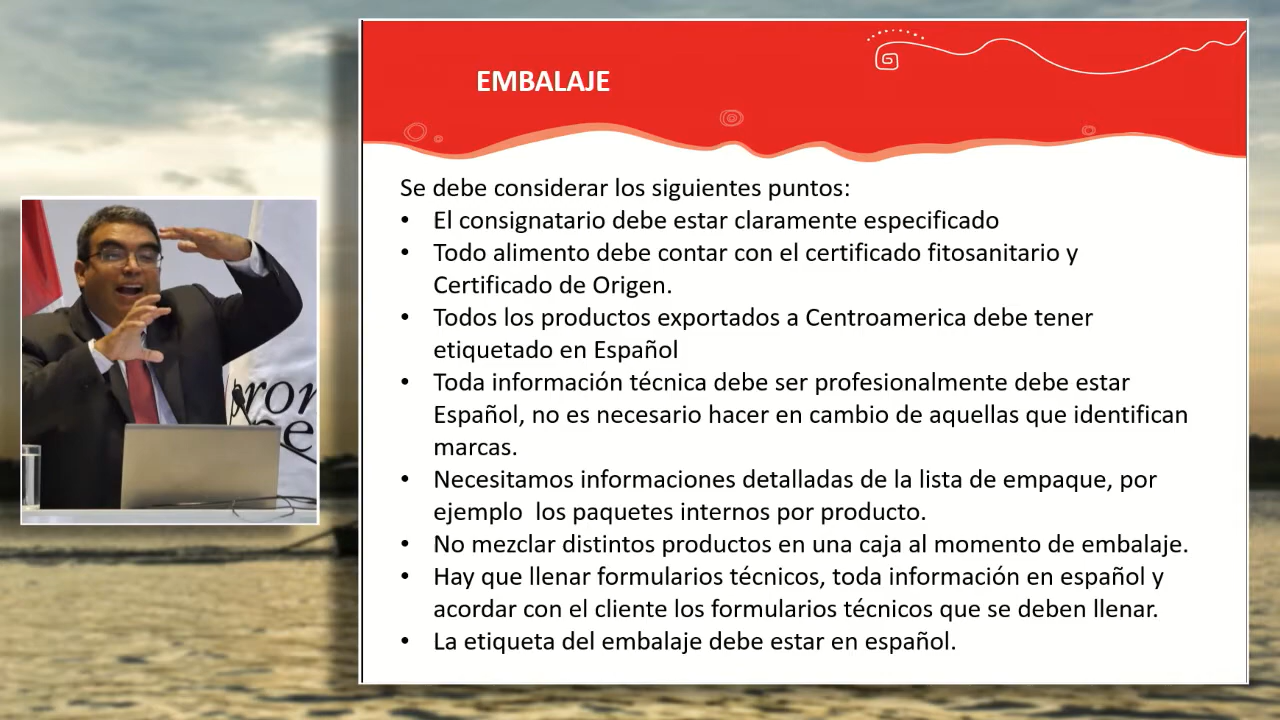 EMBALAJE
Se debe considerar los siguientes puntos:
• El consignatario debe estar claramente especificado
• Todo alimento debe contar con el certificado fitosanitario y
Certificado de Origen.
• Todos los productos exportados a Centroamerica debe tener
etiquetado en Español
• Toda información técnica debe ser profesionalmente debe estar
Español, no es necesario hacer en cambio de aquellas que identifican
marcas.
• Necesitamos informaciones detalladas de la lista de empaque, por
ejemplo los paquetes internos por producto.
• No mezclar distintos productos en una caja al momento de embalaje.
• Hay que llenar formularios técnicos, toda información en español y
acordar con el cliente los formularios técnicos que se deben llenar.
• La etiqueta del embalaje debe estar en español.